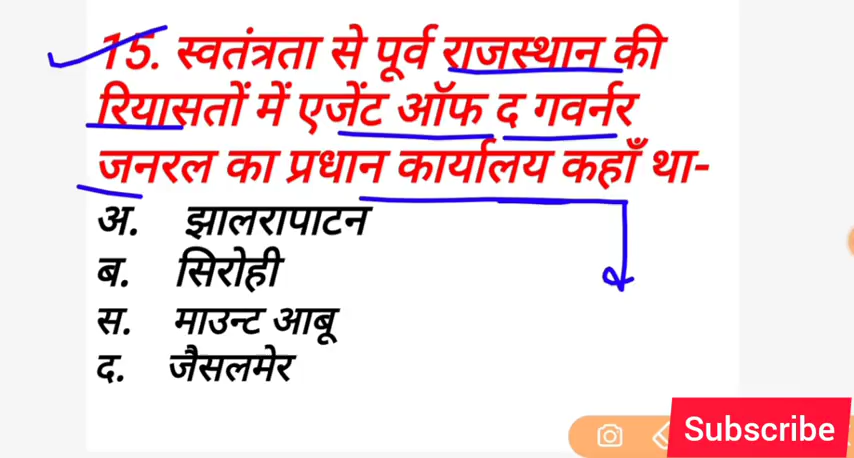 15. स्वतंत्रता से पूर्व राजस्थान की
रियासतों में एजेंट ऑफ द गवर्नर
जनरल का प्रधान कार्यालय कहाँ था-
अ. झालरापाटन
ब. सिरोही
स. माउन्ट आबू
द. जैसलमेर
Subscribe